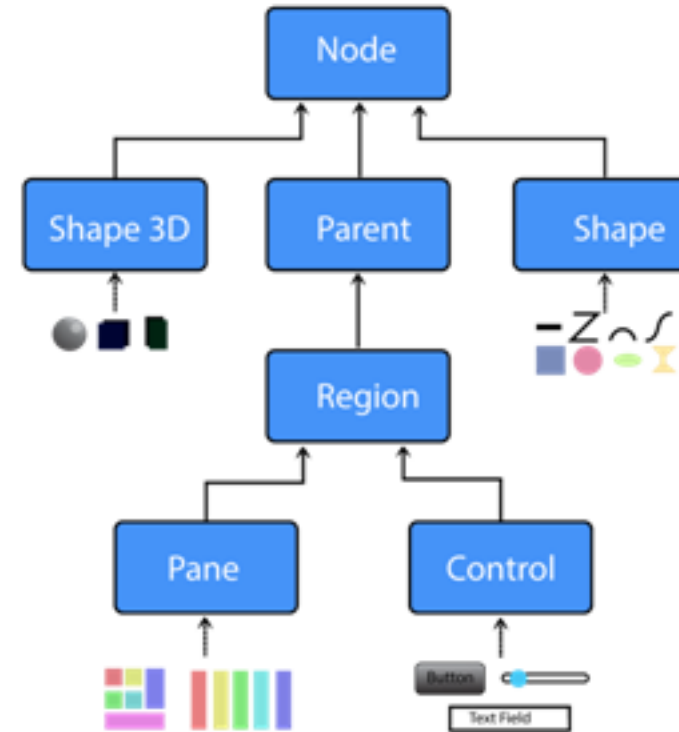 Node
Shape 3D
Parent
Shape
Region
Pane
Control
Button
Text Field